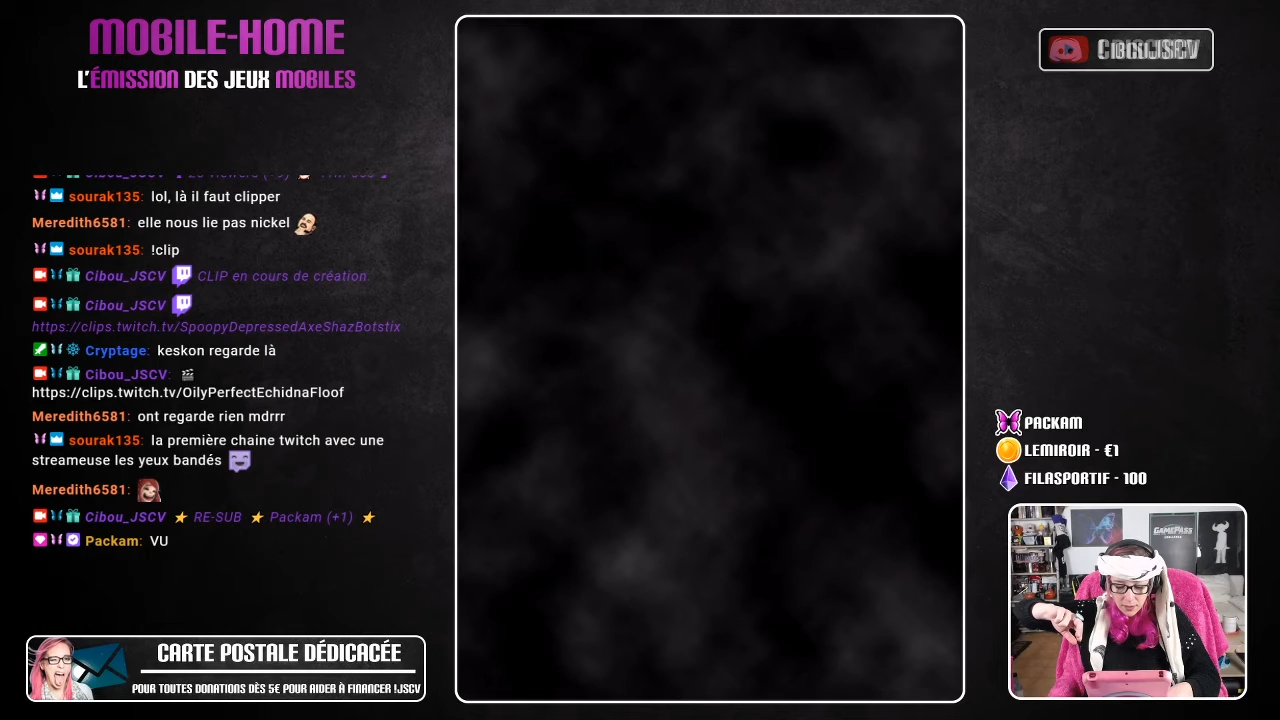 MOBILE-HOME
L'ÉMISSION DES JEUX MOBILES
sourak135: lol, là il faut clipper
Meredith6581: elle nous lie pas nickel
sourak135: !clip
Cibou_JSCV CLIP en cours de création.
Cibou_JSCV
https://clips.twitch.tv/SpoopyDepressedAxeShazBotstix
Cryptage: keskon regarde là
Cibou_JSCV:
https://clips.twitch.tv/OilyPerfectEchidnaFloof
Meredith6581: ont regarde rien mdrrr
sourak135: la première chaine twitch avec une
streameuse les yeux bandés
Meredith6581:
Cibou_JSCV RE-SUB Packam (+1)
Packam: VU
CARTE POSTALE DÉDICACÉE
POUR TOUTES DONATIONS DÈS 5€ POUR AIDER À FINANCER !JSCV
PACKAM
LEMIROIR - €1
FILASPORTIF - 100
GAMEPASS